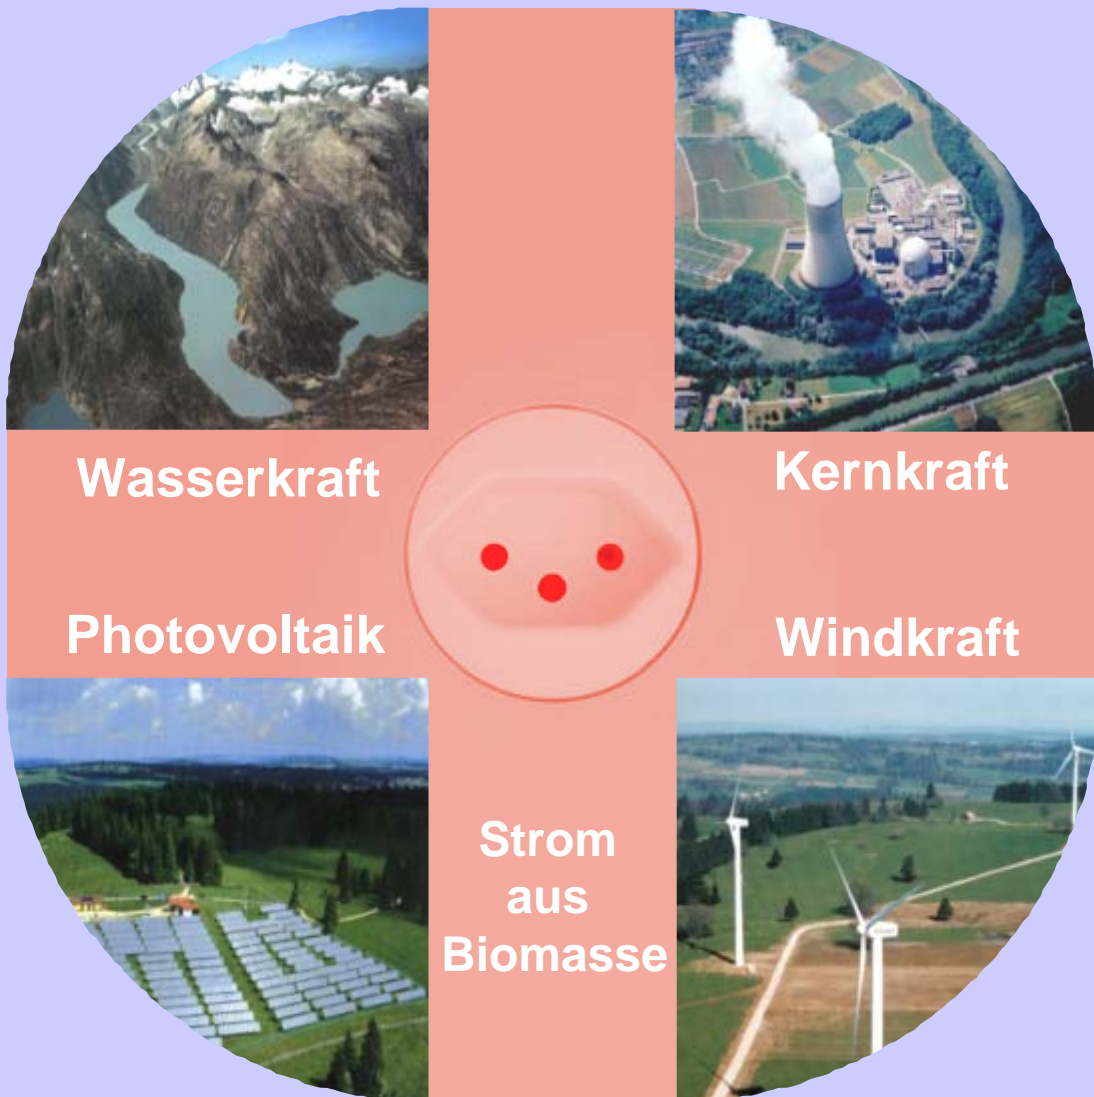 Wasserkraft
Kernkraft
Photovoltaik
Windkraft
Strom
aus
Biomasse